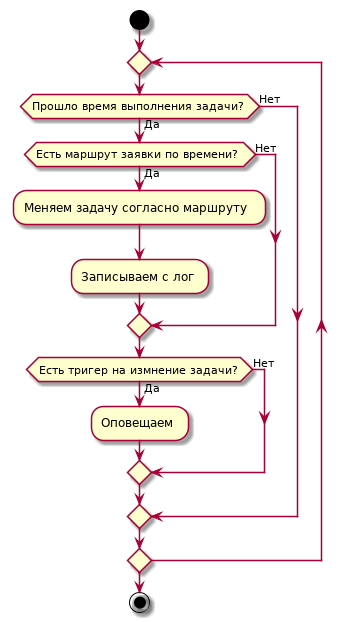 Прошло время выполнения задачи?
Нет
Да
Есть маршрут заявки по времени?
Нет
Да
Меняем задачу согласно маршруту
Записываем с лог
Есть тригер на измнение задачи?
Нет
Да
Оповещаем